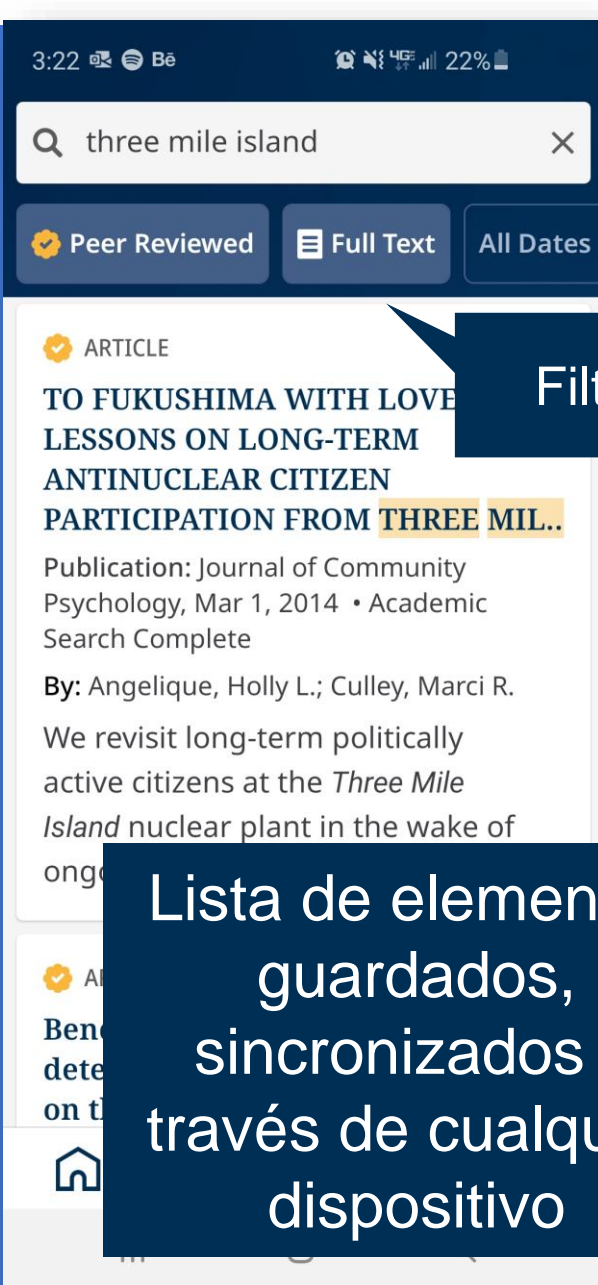 3:22 Bē 4GE 22%
three mile island
Peer Reviewed Full Text All Dates
ARTICLE
TO FUKUSHIMA WITH LOVE
LESSONS ON LONG-TERM
ANTINUCLEAR CITIZEN
PARTICIPATION FROM THREE MIL..
Publication: Journal of Community
Psychology, Mar 1, 2014 • Academic
Search Complete
By: Angelique, Holly L.; Culley, Marci R.
We revisit long-term politically
active citizens at the Three Mile
Island nuclear plant in the wake of
Lista de
guardados,
sincronizados
través de
dispositivo